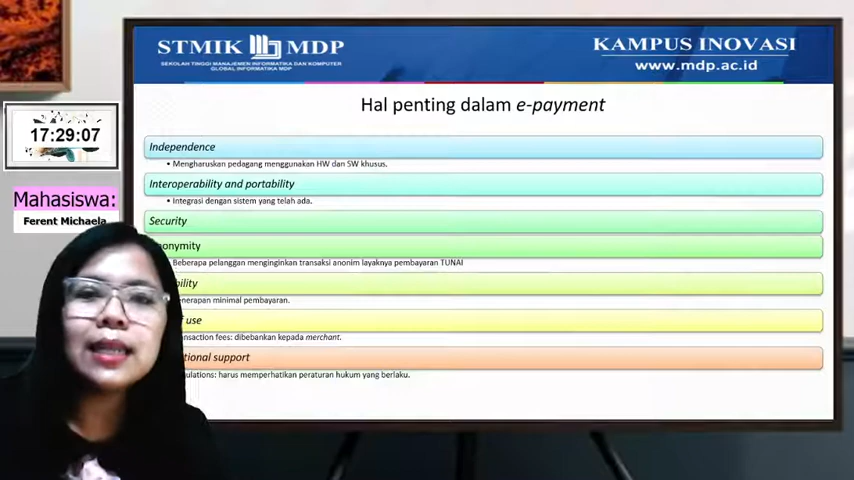 STMIK MDP
SEKOLAH TINGGI MANAJEMEN INFORMATIKA DAN KOMPUTER
GLOBAL INFORMATIKA MDP
KAMPUS INOVASI
www.mdp.ac.id
Hal penting dalam e-payment
17:29:07
Mahasiswa:
Ferent Michaela
Independence
• Mengharuskan pedagang menggunakan HW dan SW khusus.
Interoperability and portability
• Integrasi dengan sistem yang telah ada.
Security
onymity
Beberapa pelanggan menginginkan transaksi anonim layaknya pembayaran TUNAI
bility
nerapan minimal pembayaran.
use
ansaction fees: dibebankan kepada merchant.
tional support
ulations: harus memperhatikan peraturan hukum yang berlaku.